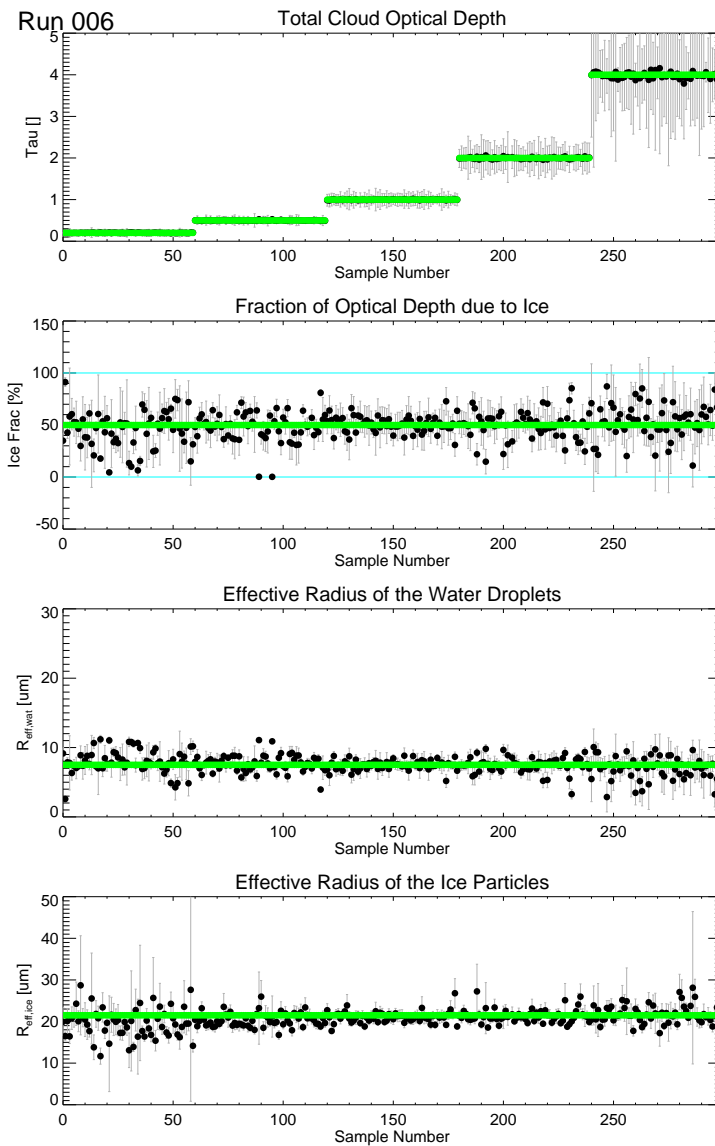 Run 006
Total Cloud Optical Depth
5
4
3
2
1
0
Tau []
0 50 100 150 200 250
Sample Number
Fraction of Optical Depth due to Ice
150
100
50
0
-50
Ice Frac [%]
0 50 100 150 200 250
Sample Number
Effective Radius of the Water Droplets
30
20
10
0
Reff,wat [um]
0 50 100 150 200 250
Sample Number
Effective Radius of the Ice Particles
50
40
30
20
10
0
Reff,ice [um]
0 50 100 150 200 250
Sample Number